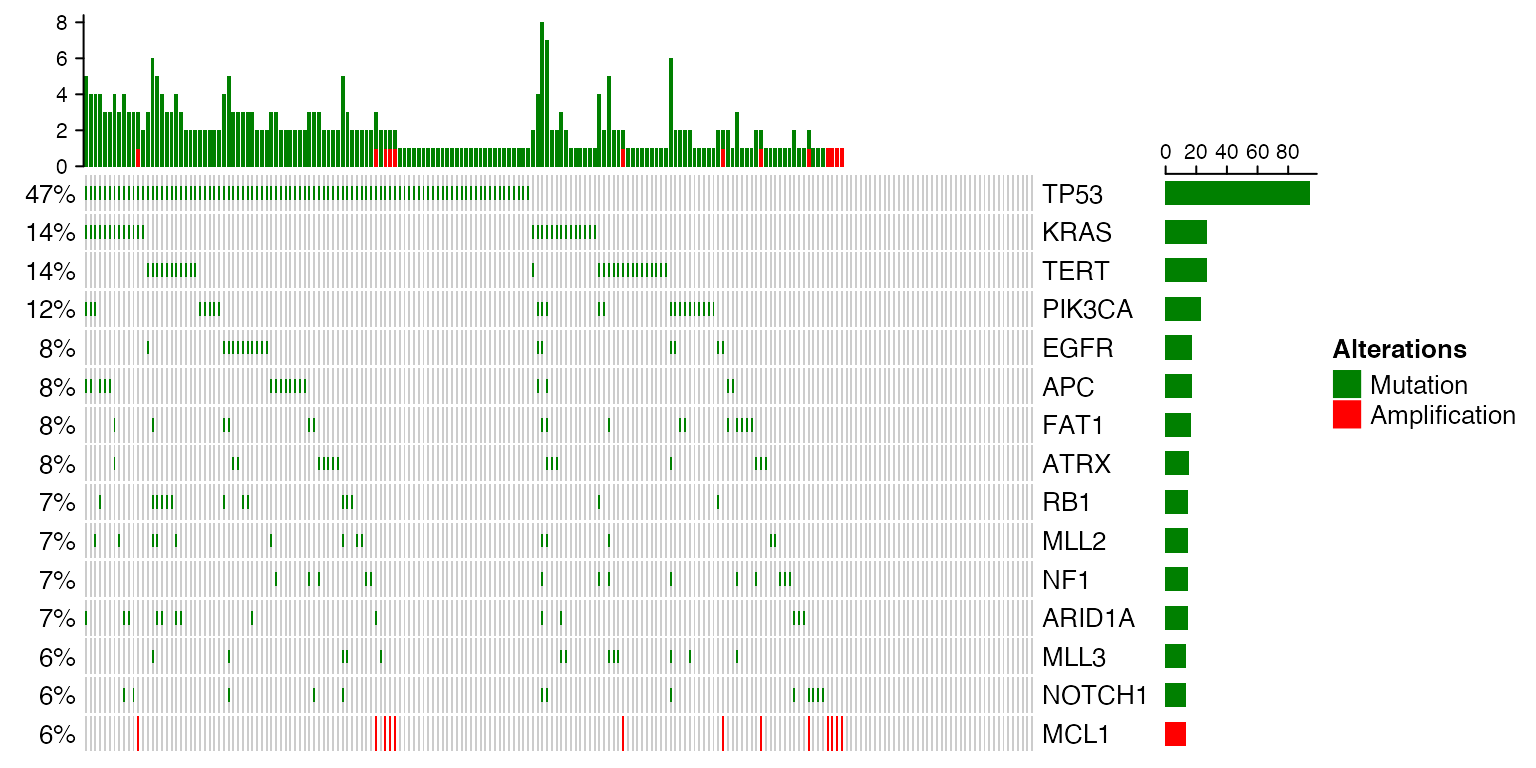 8
6
4
2
0
0 20 40 60 80
47% TP53
14% KRAS
14% TERT
12% PIK3CA
8% EGFR
8% APC
8% FAT1
8% ATRX
7% RB1
7% MLL2
7% NF1
7% ARID1A
6% MLL3
6% NOTCH1
6% MCL1
Alterations
Mutation
Amplification